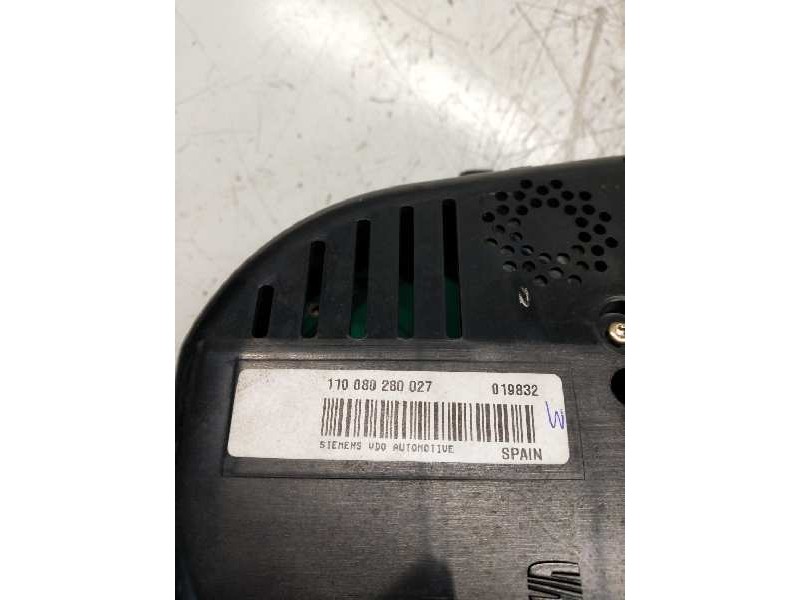 110 080 280 027 019832
SIEMENS VDO AUTOMOTIVE
SPAIN